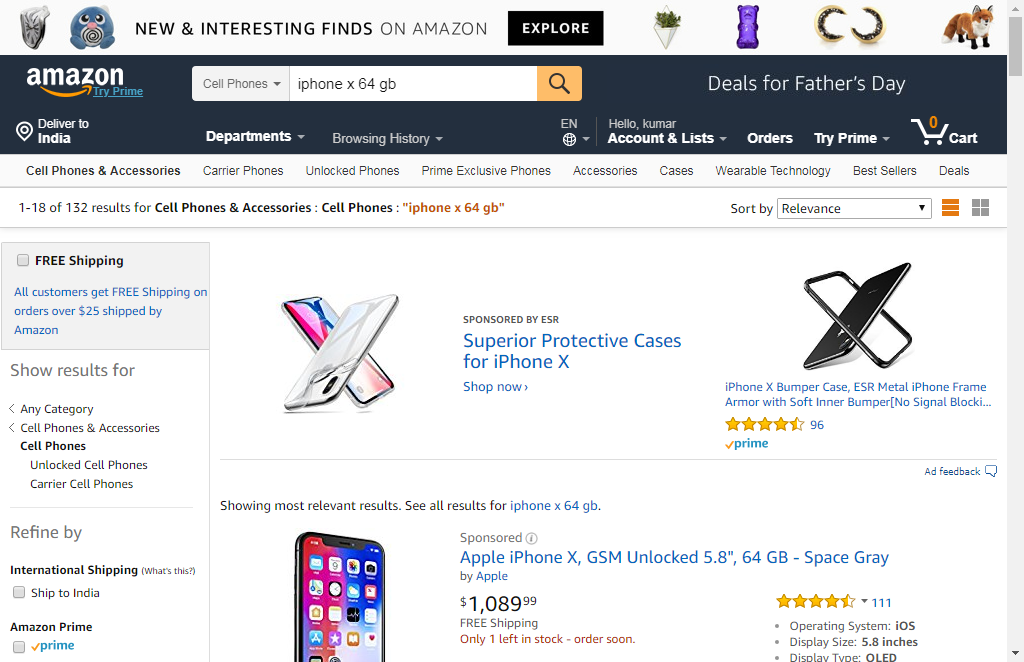 NEW & INTERESTING FINDS ON AMAZON EXPLORE
amazon
Try Prime
Cell Phones iphone x 64 gb
Deals for Father's Day
Deliver to
India
Departments
Browsing History
EN
Hello, kumar
Account & Lists
Orders
Try Prime
0
Cart
Cell Phones & Accessories Carrier Phones Unlocked Phones Prime Exclusive Phones Accessories Cases Wearable Technology Best Sellers Deals
1-18 of 132 results for Cell Phones & Accessories : Cell Phones : "iphone x 64 gb"
Sort by Relevance
FREE Shipping
All customers get FREE Shipping on
orders over $25 shipped by
Amazon
Show results for
Any Category
Cell Phones & Accessories
Cell Phones
Unlocked Cell Phones
Carrier Cell Phones
Refine by
International Shipping (What's this?)
Ship to India
Amazon Prime
prime
SPONSORED BY ESR
Superior Protective Cases
for iPhone X
Shop now ›
iPhone X Bumper Case, ESR Metal iPhone Frame
Armor with Soft Inner Bumper[No Signal Blocki...
96
prime
Ad feedback
Showing most relevant results. See all results for iphone x 64 gb.
Sponsored
Apple iPhone X, GSM Unlocked 5.8", 64 GB - Space Gray
by Apple
$1,08999
FREE Shipping
Only 1 left in stock - order soon.
111
Operating System: iOS
Display Size: 5.8 inches
Display Type: OLED